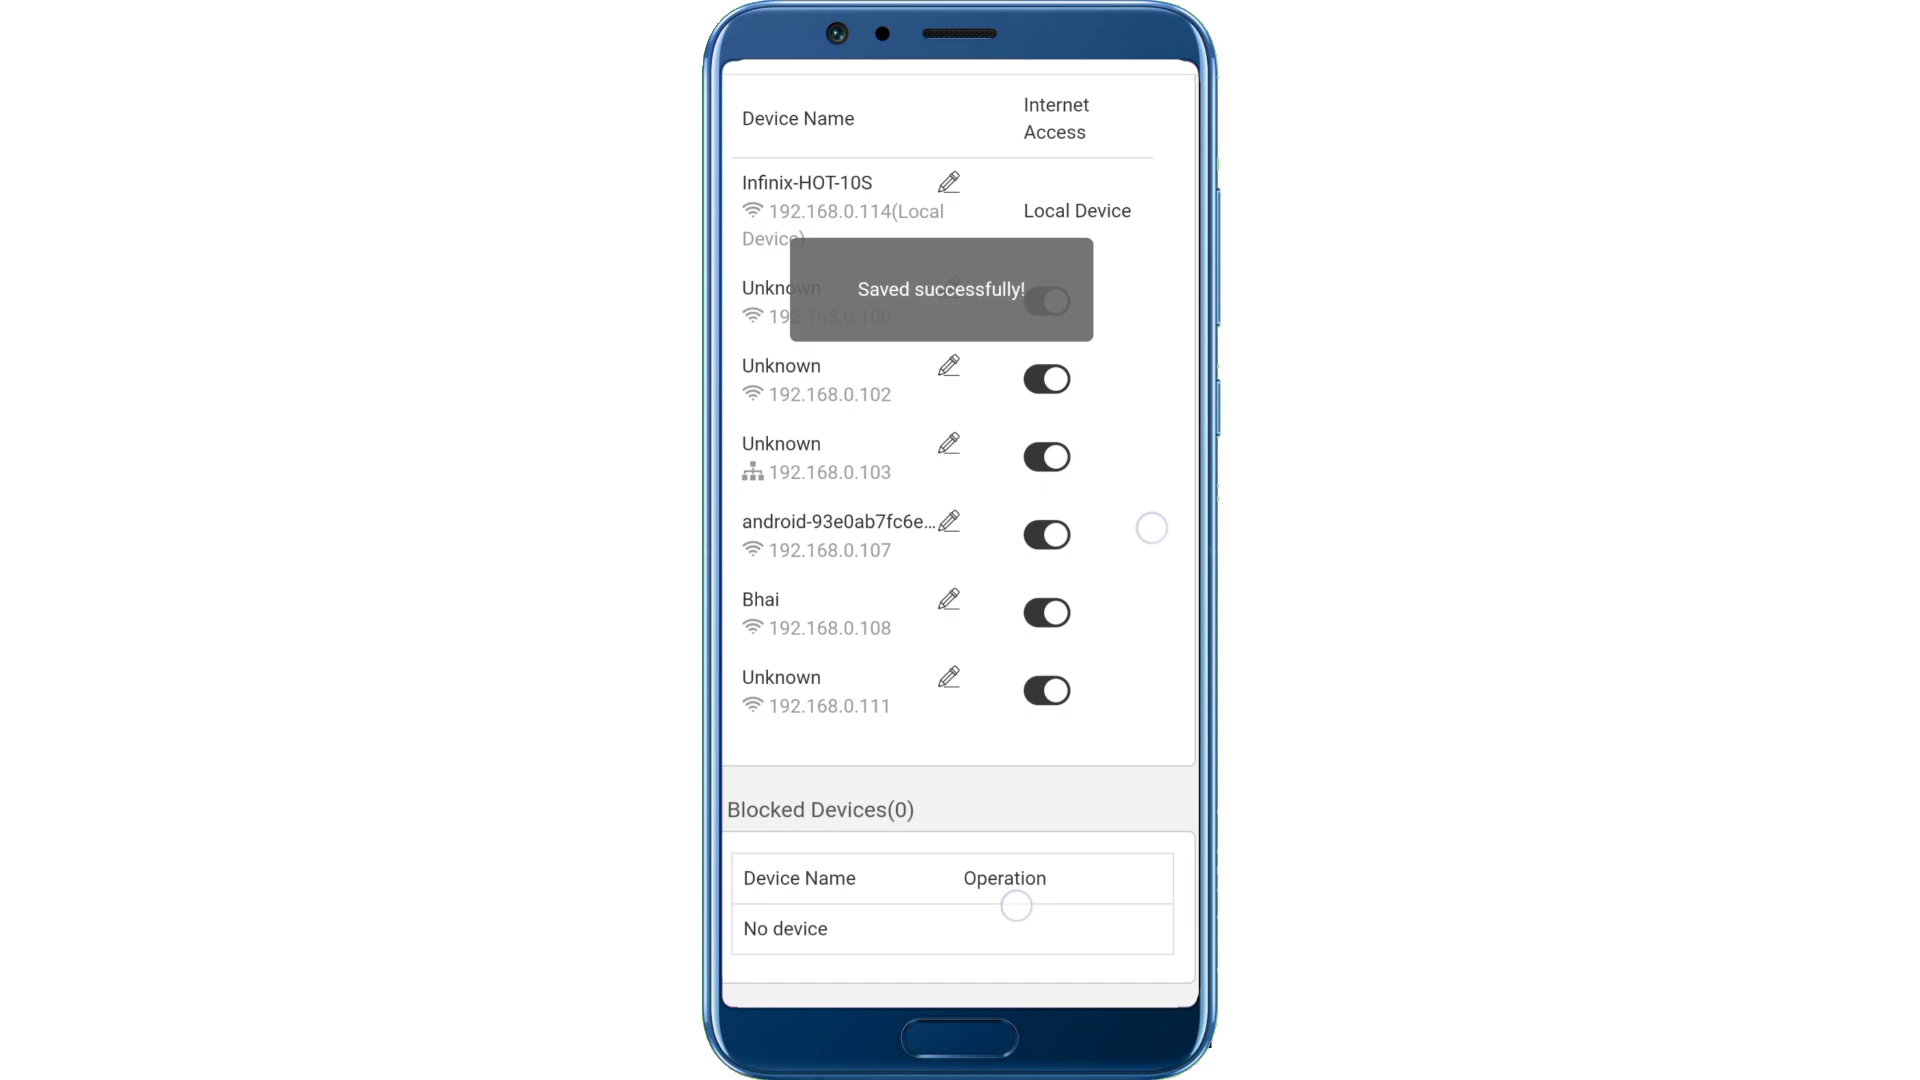 Device Name
Internet
Access
Infinix-HOT-10S
192.168.0.114(Local
Device)
Local Device
Unknown
192.168.0.100
Saved successfully!
Unknown
192.168.0.102
Unknown
192.168.0.103
android-93e0ab7fc6e...
192.168.0.107
Bhai
192.168.0.108
Unknown
192.168.0.111
Blocked Devices(0)
Device Name Operation
No device